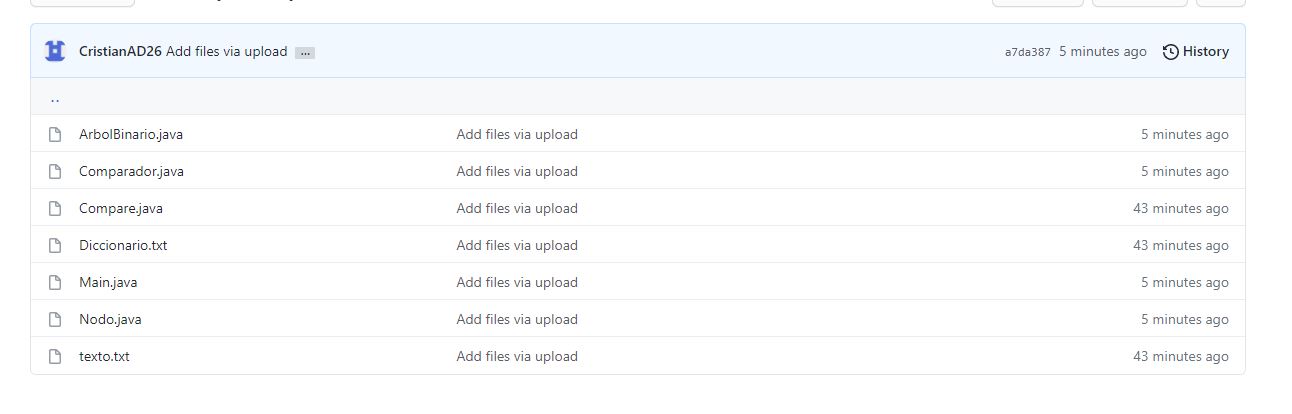 CristianAD26 Add files via upload ... a7da387 5 minutes ago History
..
ArbolBinario.java Add files via upload 5 minutes ago
Comparador.java Add files via upload 5 minutes ago
Compare.java Add files via upload 43 minutes ago
Diccionario.txt Add files via upload 43 minutes ago
Main.java Add files via upload 5 minutes ago
Nodo.java Add files via upload 5 minutes ago
texto.txt Add files via upload 43 minutes ago